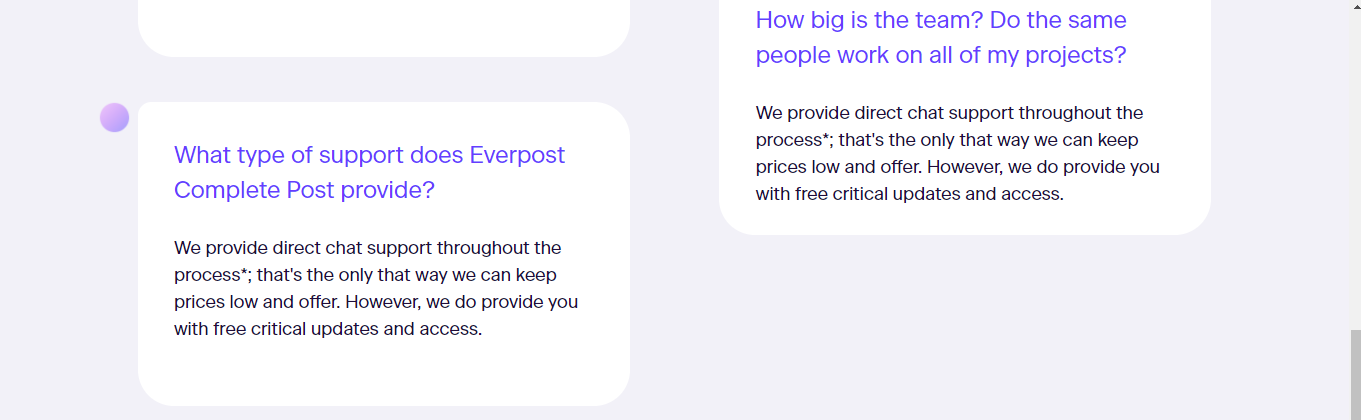 What type of support does Everpost
Complete Post provide?
We provide direct chat support throughout the
process*; that's the only that way we can keep
prices low and offer. However, we do provide you
with free critical updates and access.
How big is the team? Do the same
people work on all of my projects?
We provide direct chat support throughout the
process*; that's the only that way we can keep
prices low and offer. However, we do provide you
with free critical updates and access.